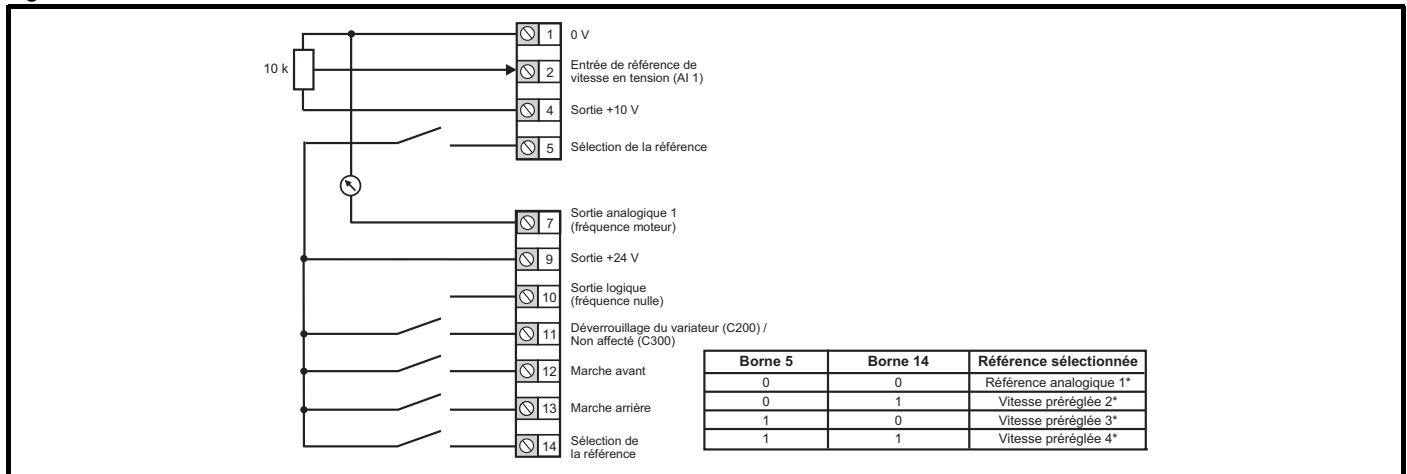 10 k
1 0 V
2 Entrée de référence de
vitesse en tension (AI 1)
4 Sortie +10 V
5 Sélection de la référence
7 Sortie analogique 1
(fréquence moteur)
9 Sortie +24 V
10 Sortie logique
(fréquence nulle)
11 Déverrouillage du variateur (C200) /
Non affecté (C300)
12 Marche avant
13 Marche arrière
14 Sélection de
la référence
Borne 5 Borne 14 Référence sélectionnée
0 0 Référence analogique 1*
0 1 Vitesse préréglée 2*
1 0 Vitesse préréglée 3*
1 1 Vitesse préréglée 4*